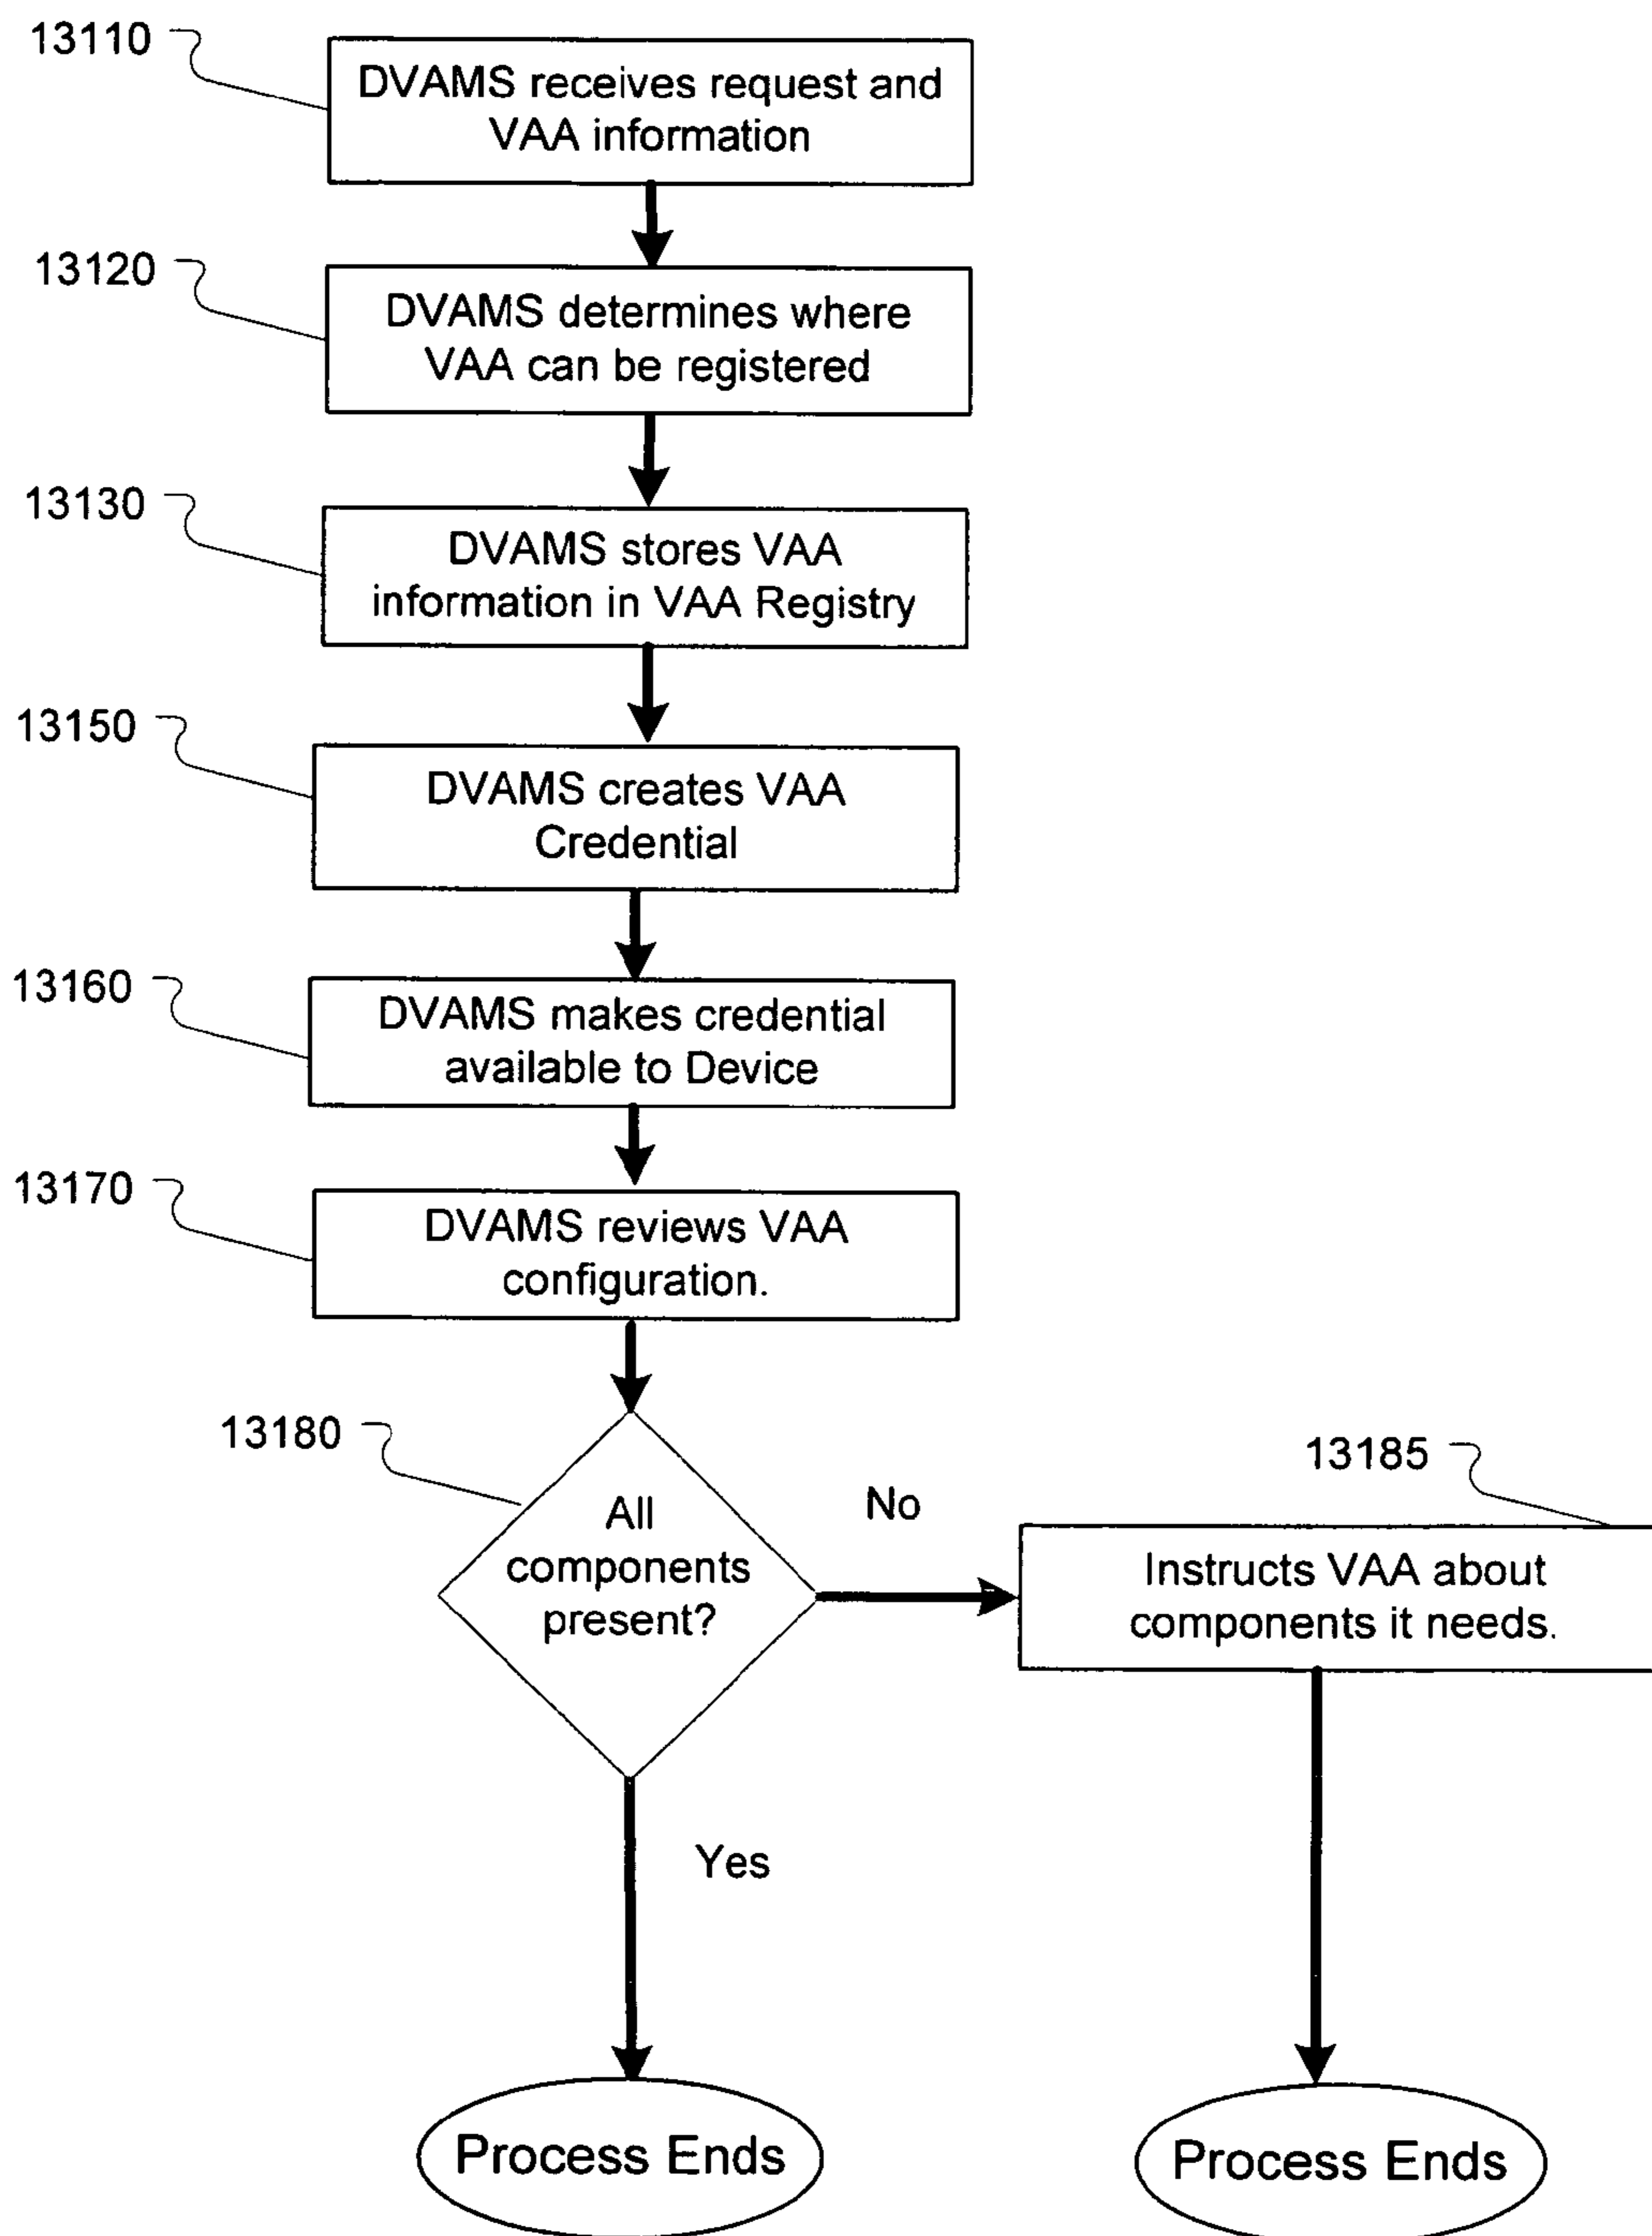 13110
DVAMS receives request and
VAA information
13120
DVAMS determines where
VAA can be registered
13130
DVAMS stores VAA
information in VAA Registry
13150
DVAMS creates VAA
Credential
13160
DVAMS makes credential
available to Device
13170
DVAMS reviews VAA
configuration.
13180
All
components
present?
No
13185
Instructs VAA about
components it needs.
Yes
Process Ends
Process Ends